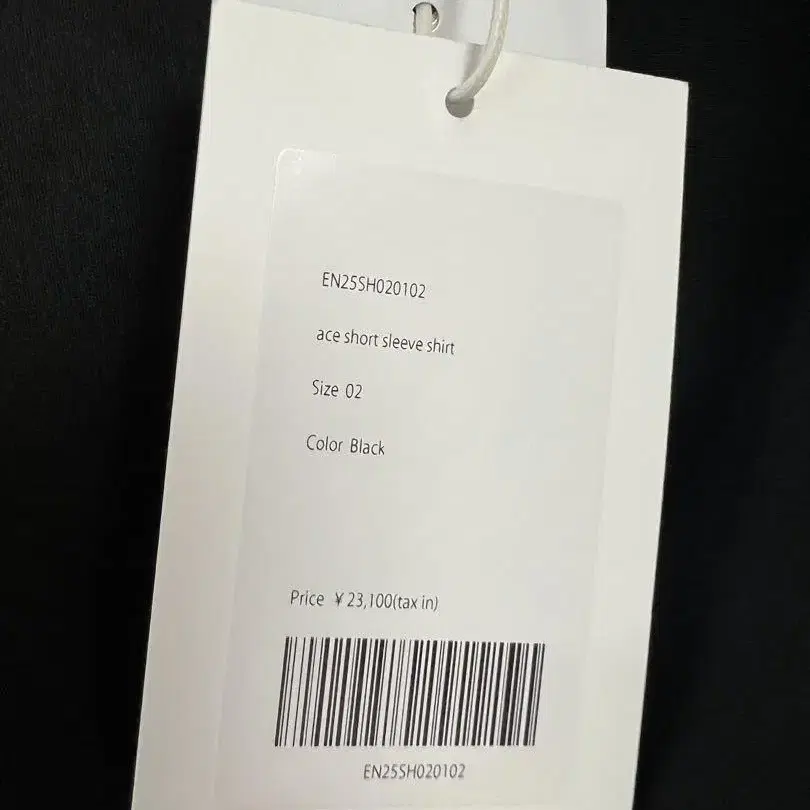 EN25SH020102
ace short sleeve shirt
Size 02
Color Black
Price ¥23,100(tax in)
EN25SH020102